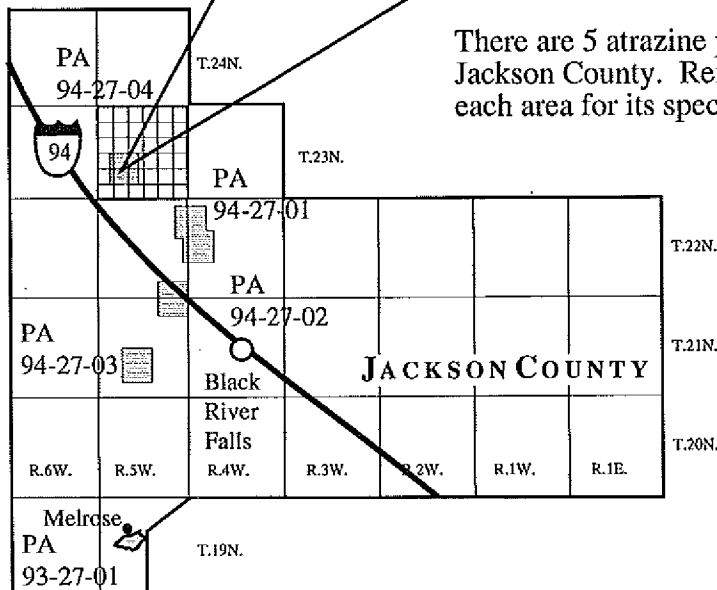 There are 5 atrazine
Jackson County.
each area for its
PA
94-27-04
T.24N.
94
T.23N.
PA
94-27-01
T.22N.
PA
94-27-02
PA
94-27-03
T.21N.
JACKSON COUNTY
Black
River
Falls
T.20N.
R.6W. R.5W. R.4W. R.3W. R.2W. R.1W. R.1E.
Melrose
PA
93-27-01
T.19N.